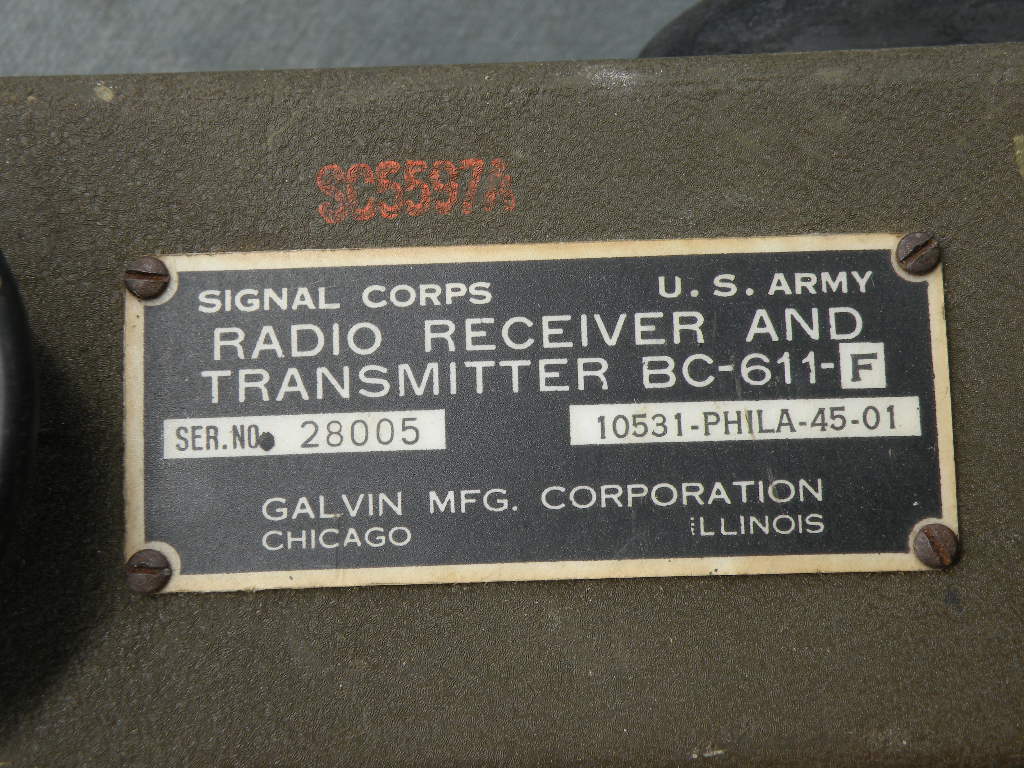 SC5597A
SIGNAL CORPS U.S. ARMY
RADIO RECEIVER AND
TRANSMITTER BC-611-F
SER.NO. 28005 10531-PHILA-45-01
GALVIN MFG. CORPORATION
CHICAGO ILLINOIS